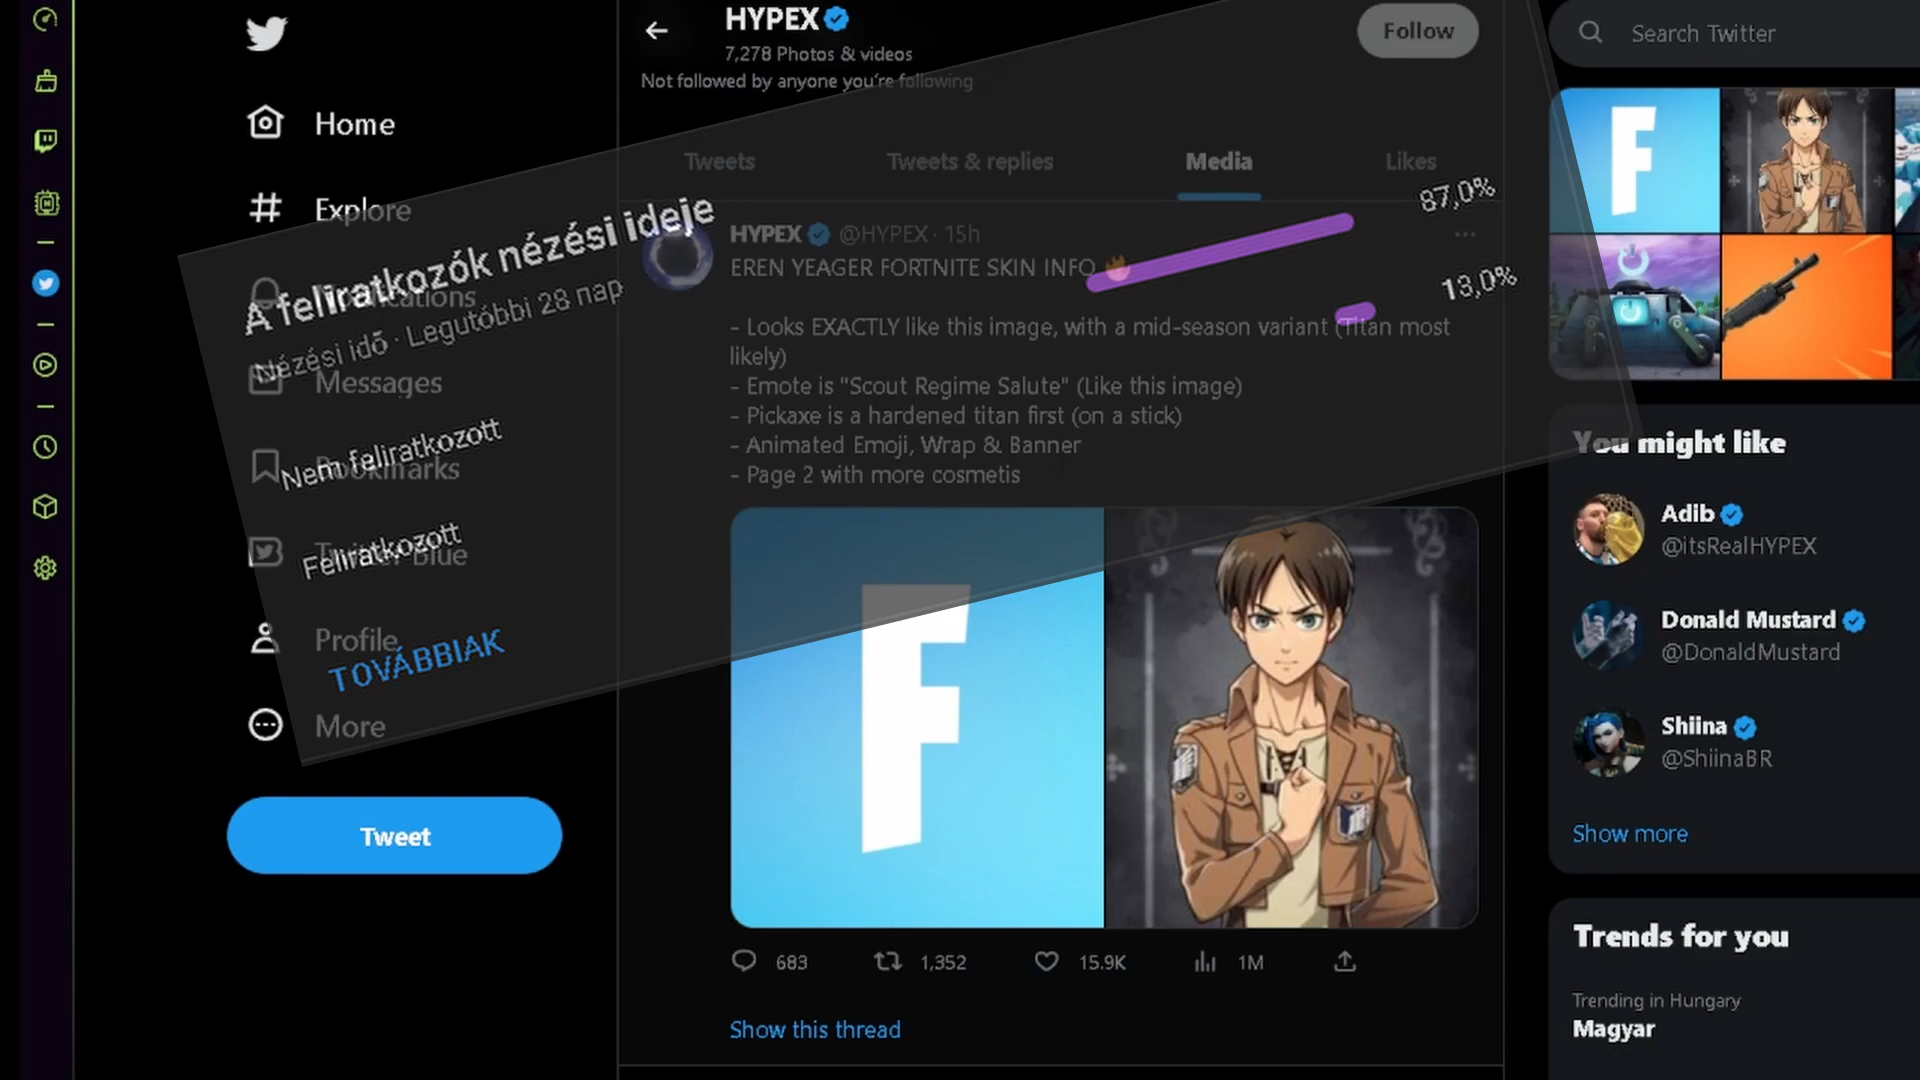 HYPEX
7,278 Photos & videos
Not followed by anyone you're following
Follow
Search Twitter
Home
Explore
Notifications
Messages
Bookmarks
Twitter Blue
Profile
More
Tweet
Tweets
Tweets & replies
Media
Likes
A feliratkozók nézési ideje
Nézési idő · Legutóbbi 28 nap
Nem feliratkozott
87,0%
Feliratkozott
13,0%
TOVÁBBIAK
HYPEX @HYPEX · 15h
EREN YEAGER FORTNITE SKIN INFO 🔥
- Looks EXACTLY like this image, with a mid-season variant (Titan most
likely)
- Emote is "Scout Regime Salute" (Like this image)
- Pickaxe is a hardened titan first (on a stick)
- Animated Emoji, Wrap & Banner
- Page 2 with more cosmetis
F
683
1,352
15.9K
1M
Show this thread
F
You might like
Adib
@itsRealHYPEX
Donald Mustard
@DonaldMustard
Shiina
@ShiinaBR
Show more
Trends for you
Trending in Hungary
Magyar